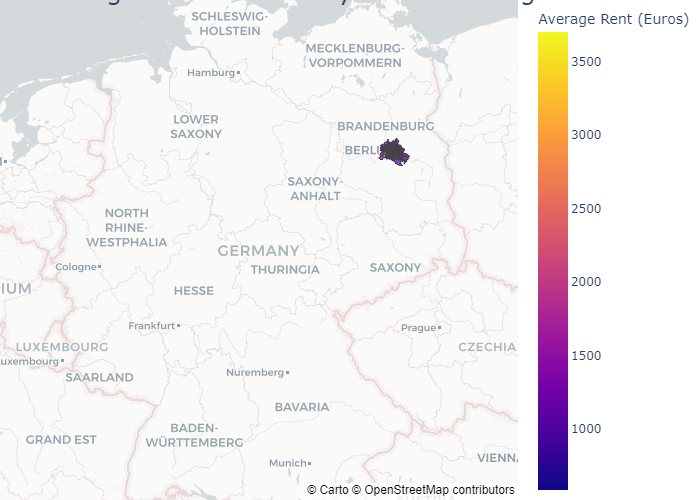 Average Rent (Euros)
SCHLESWIG-
HOLSTEIN
MECKLENBURG-
VORPOMMERN
Hamburg
3500
LOWER
SAXONY
BRANDENBURG
3000
BERLI
SAXONY-
ANHALT
2500
NORTH
RHINE-
WESTPHALIA
GERMANY
Cologne
THURINGIA
SAXONY
IUM
HESSE
2000
Frankfurt
Prague
LUXEMBOURG
CZECHIA
uxembourg
1500
SAARLAND
Nuremberg
BAVARIA
BADEN-
WÜRTTEMBERG
1000
GRAND EST
VIENN
Munich
© Carto © OpenStreetMap contributors